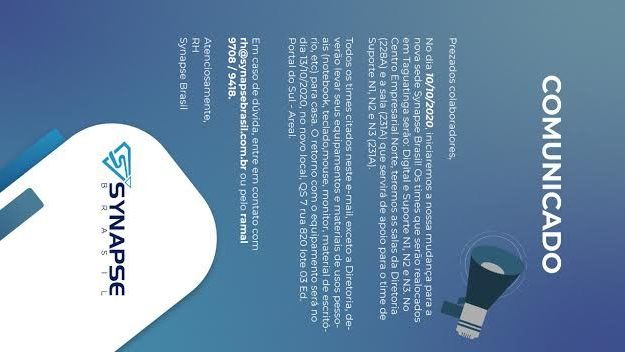 COMUNICADO
Prezados colaboradores,
No dia 10/10/2020, iniciaremos a nossa mudança para a
nova sede Synapse Brasil! Os times que serão realocados
em Taguatinga serão: Digital e Suporte N1, N2 e N3. No
Centro Empresarial Norte, teremos as salas da Diretoria
(228A) e a sala (231A) que servirá de apoio para o time de
Suporte N1, N2 e N3 (231A).
Todos os times citados neste e-mail, exceto a Diretoria, de-
verão levar seus equipamentos e materiais de usos pesso-
ais (notebook, teclado,mouse, monitor, material de escritó-
rio, etc) para casa. O retorno com o equipamento será no
dia 13/10/2020, no novo local, QS 7 rua 820 lote 03 Ed.
Portal do Sul - Areal.
Em caso de dúvida, entre em contato com
rh@synapsebrasil.com.br ou pelo ramal
9708 / 9418.
Atenciosamente,
RH
Synapse Brasil
SYNAPSE
BRASIL